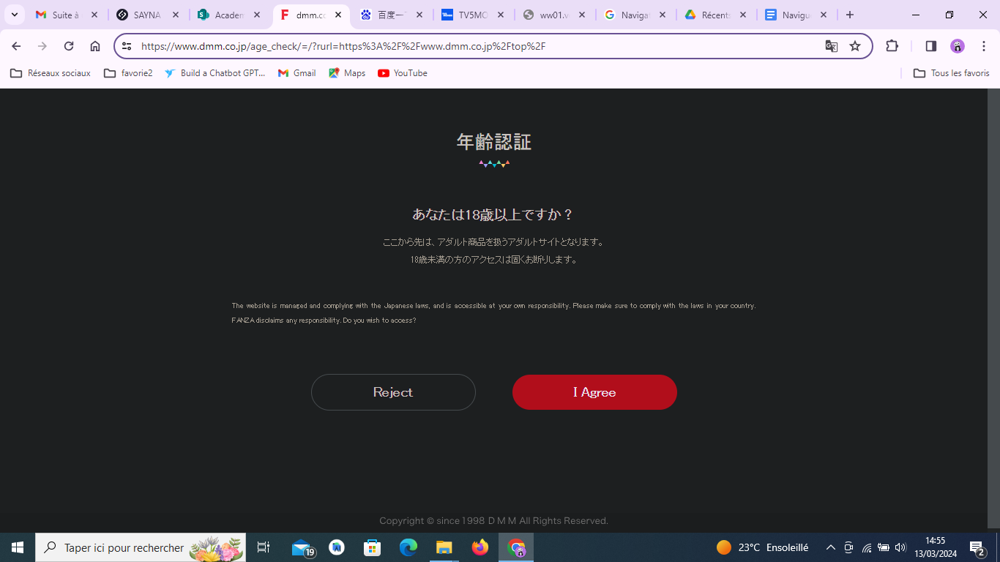 Suite à
SAYNA
Academ
dmm.co
百度一
TV5MO
ww01.v
Navigat
Récents
Navigu
https://www.dmm.co.jp/age_check/=/?rurl=https%3A%2F%2Fwww.dmm.co.jp%2Ftop%2F
Réseaux sociaux
favorie2
Build a Chatbot GPT...
Gmail
Maps
YouTube
Tous les favoris
年齢認証
あなたは18歳以上ですか？
ここから先は、アダルト商品を扱うアダルトサイトとなります。
18歳未満の方のアクセスは固くお断りします。
The website is managed and complying with the Japanese laws, and is accessible at your own responsibility. Please make sure to comply with the laws in your country.
FANZA disclaims any responsibility. Do you wish to access?
Reject
I Agree
Copyright © since 1998 D M M All Rights Reserved.
Taper ici pour rechercher
19
23°C Ensoleillé
14:55
13/03/2024
2